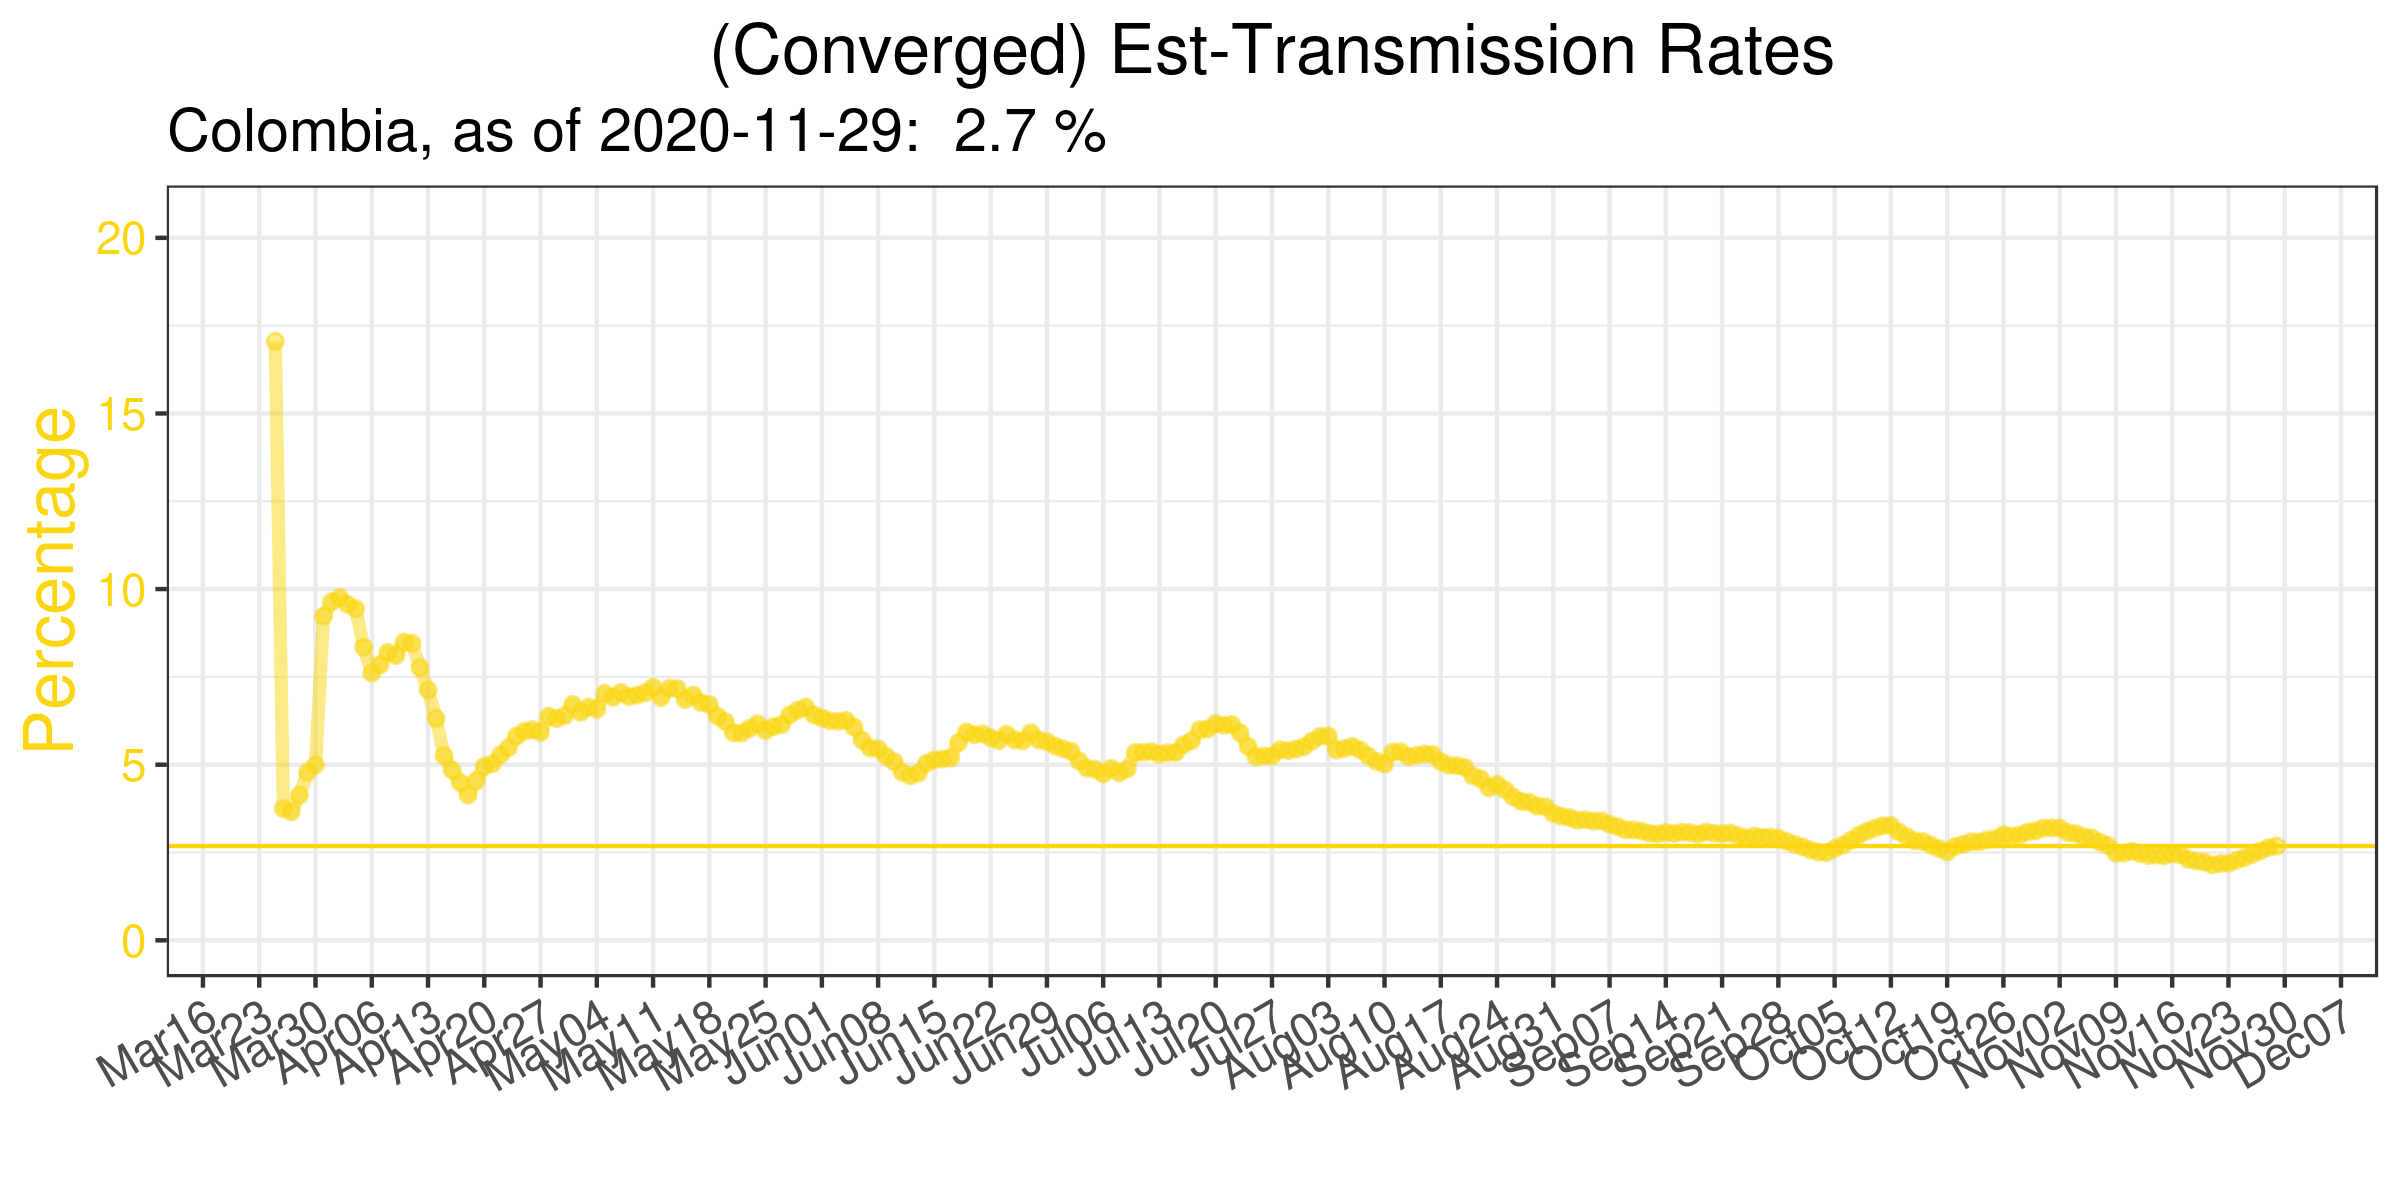 (Converged) Est-Transmission Rates
Colombia, as of 2020-11-29:  2.7 %
Percentage
20
15
10
5
0
Mar16
Mar23
Mar30
Apr06
Apr13
Apr20
Apr27
May04
May11
May18
May25
Jun01
Jun08
Jun15
Jun22
Jun29
Jul06
Jul13
Jul20
Jul27
Aug03
Aug10
Aug17
Aug24
Aug31
Sep07
Sep14
Sep21
Sep28
Oct05
Oct12
Oct19
Oct26
Nov02
Nov09
Nov16
Nov23
Nov30
Dec07